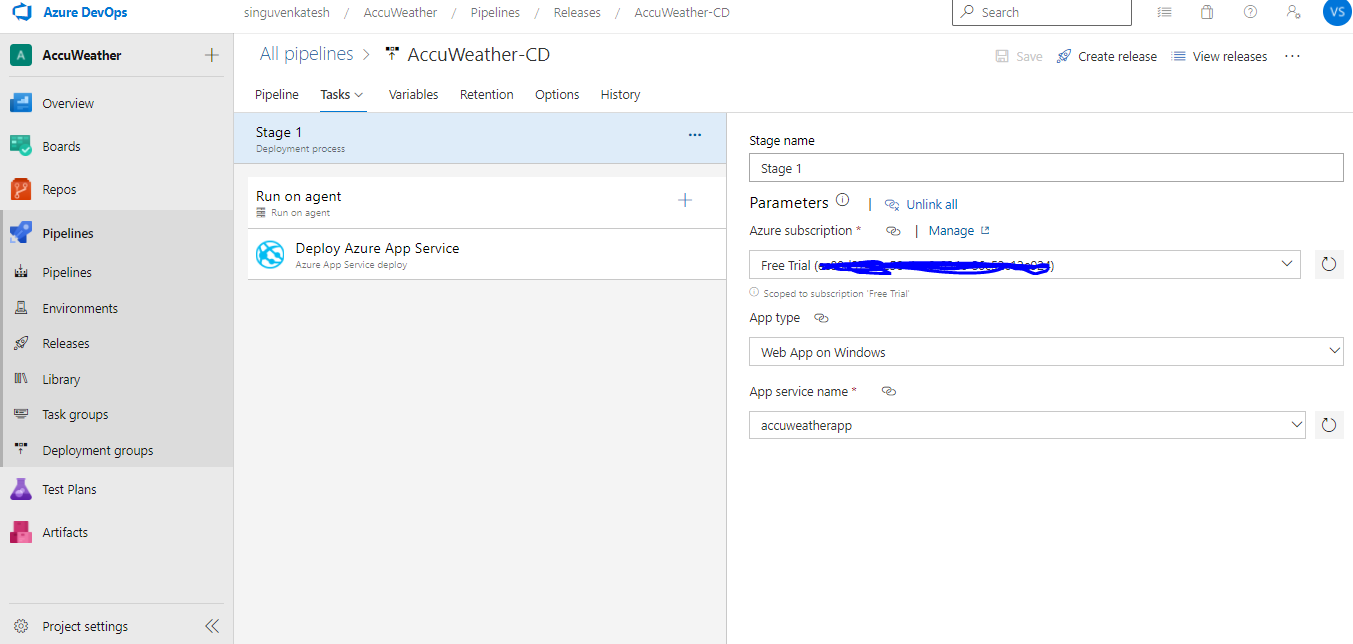 Azure DevOps
singuvenkatesh / AccuWeather / Pipelines / Releases / AccuWeather-CD
Search
VS
A AccuWeather
Overview
Boards
Repos
Pipelines
Pipelines
Environments
Releases
Library
Task groups
Deployment groups
Test Plans
Artifacts
Project settings
All pipelines > AccuWeather-CD
Save Create release View releases ...
Pipeline Tasks Variables Retention Options History
Stage 1
Deployment process
Run on agent
Run on agent
Deploy Azure App Service
Azure App Service deploy
Stage name
Stage 1
Parameters | Unlink all
Azure subscription * | Manage
Free Trial ( )
Scoped to subscription 'Free Trial'
App type
Web App on Windows
App service name *
accuweatherapp